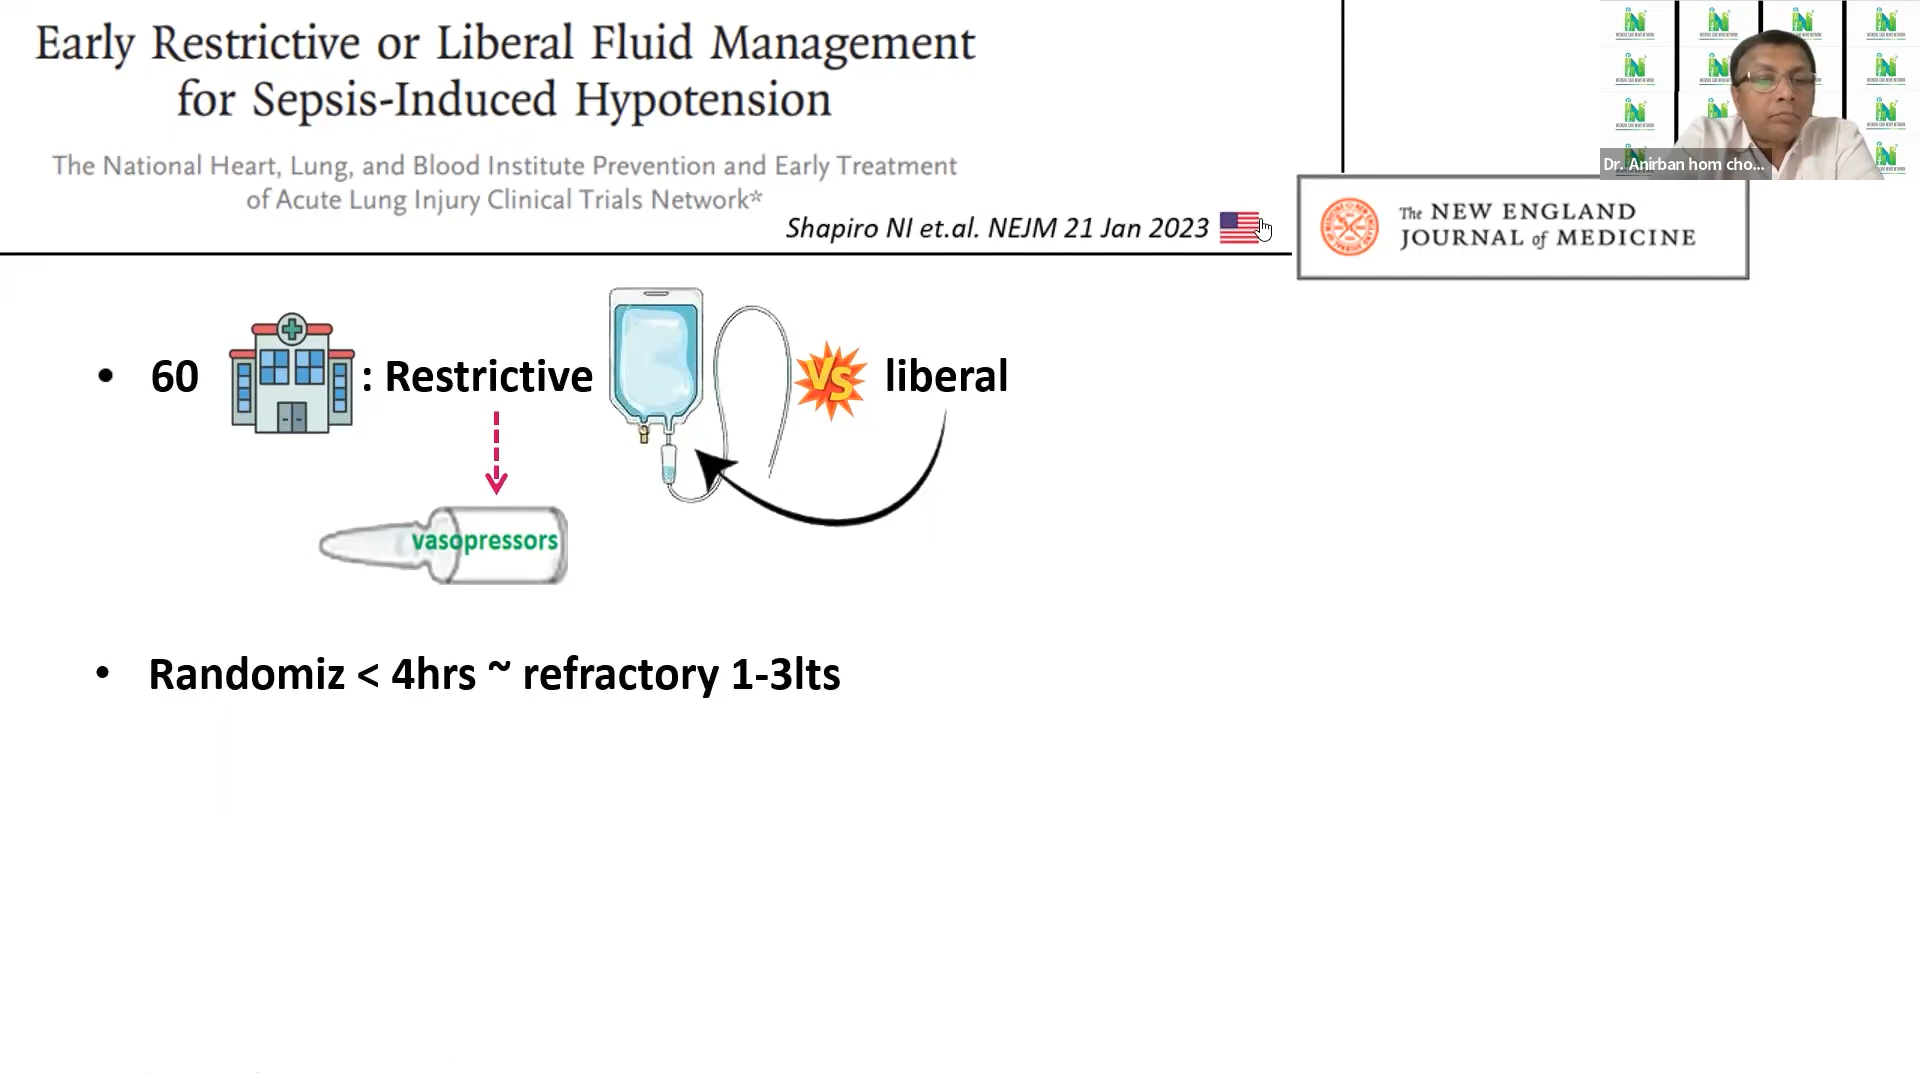 Early Restrictive or Liberal Fluid Management
for Sepsis-Induced Hypotension
The National Heart, Lung, and Blood Institute Prevention and Early Treatment
of Acute Lung Injury Clinical Trials Network*
Shapiro NI et.al. NEJM 21 Jan 2023
Dr. Anirban hom cho...
The NEW ENGLAND
JOURNAL of MEDICINE
• 60 : Restrictive VS liberal
vasopressors
• Randomiz < 4hrs ~ refractory 1-3lts